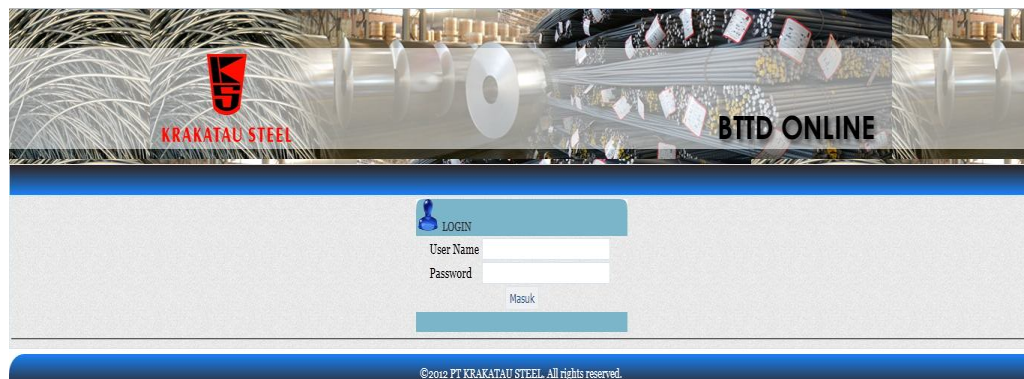 KRAKATAU STEEL
BTTD ONLINE
LOGIN
User Name
Password
Masuk
©2012 PT KRAKATAU STEEL. All rights reserved.